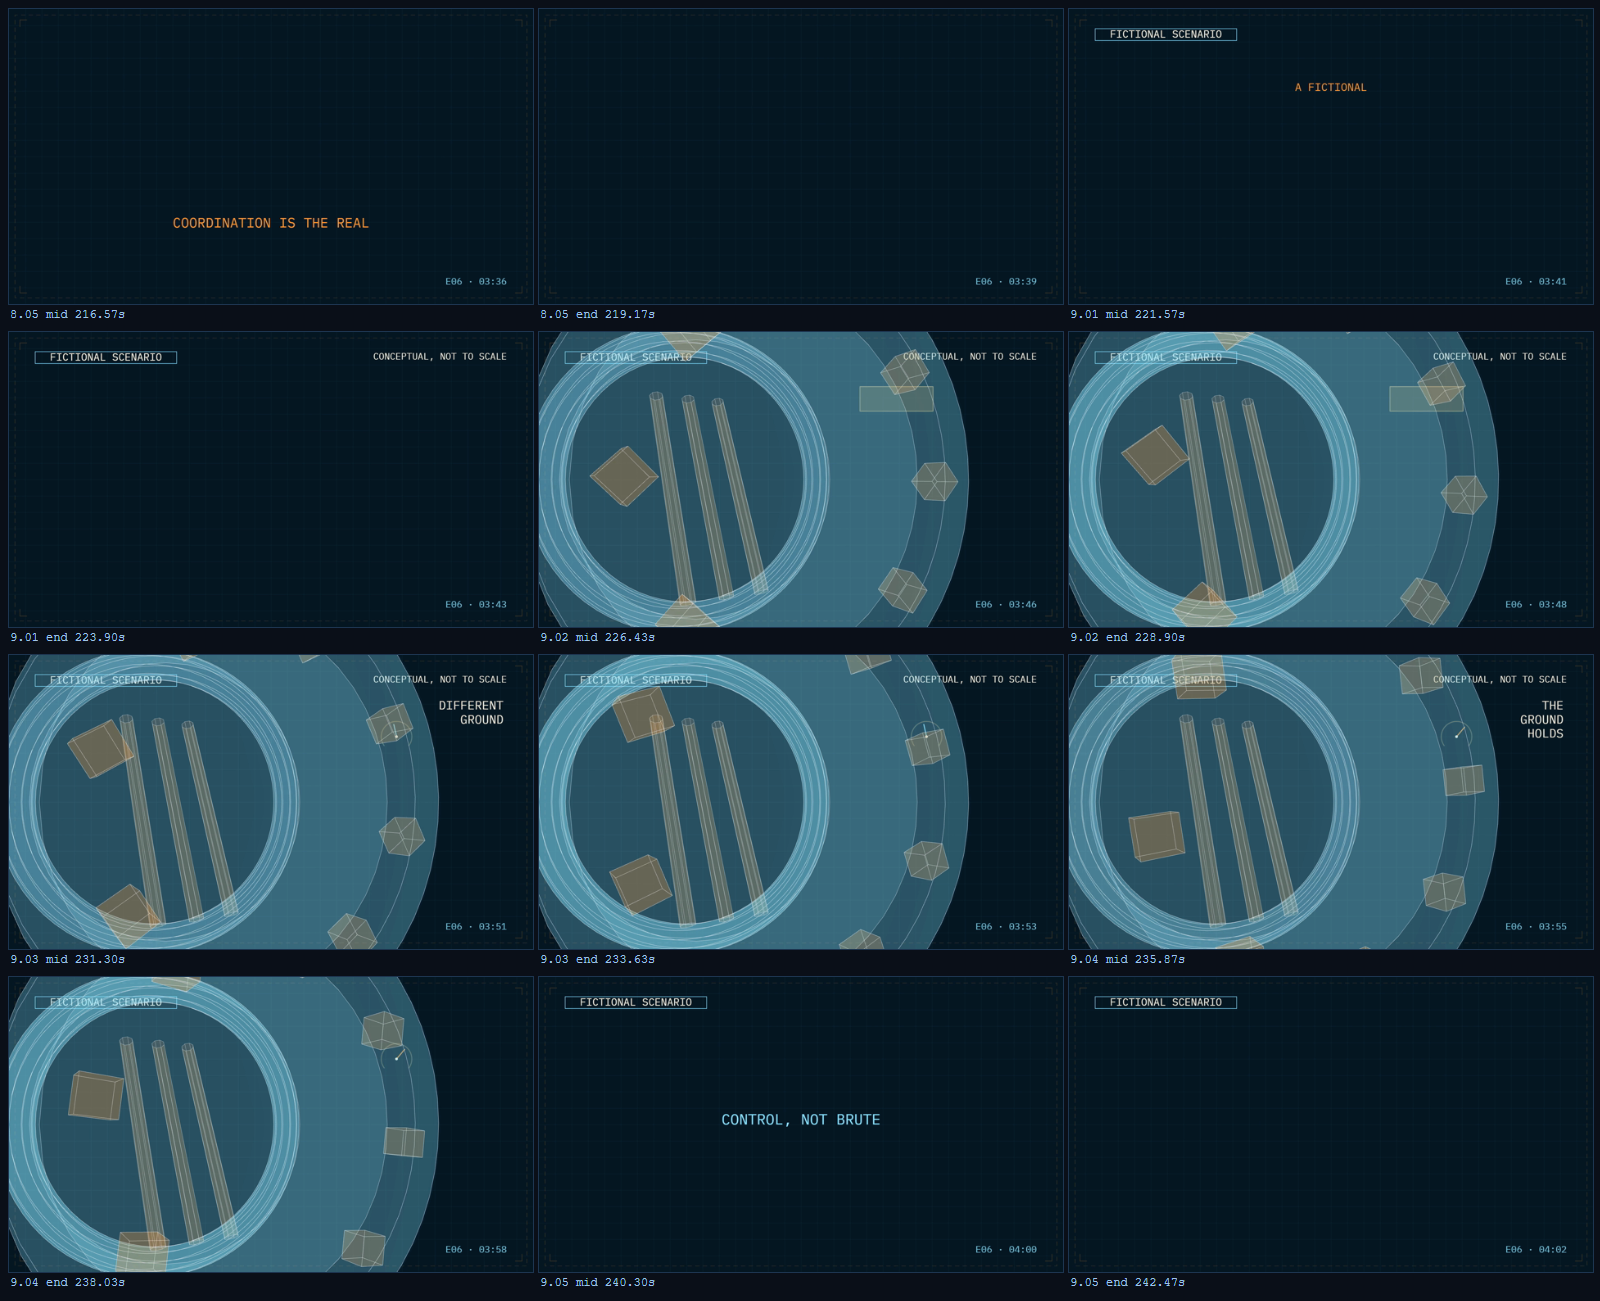 COORDINATION IS THE REAL
E06 · 03:36
8.05 mid 216.57s
E06 · 03:39
8.05 end 219.17s
FICTIONAL SCENARIO
A FICTIONAL
E06 · 03:41
9.01 mid 221.57s
FICTIONAL SCENARIO
CONCEPTUAL, NOT TO SCALE
E06 · 03:43
9.01 end 223.90s
FICTIONAL SCENARIO
CONCEPTUAL, NOT TO SCALE
E06 · 03:46
9.02 mid 226.43s
FICTIONAL SCENARIO
CONCEPTUAL, NOT TO SCALE
E06 · 03:48
9.02 end 228.90s
FICTIONAL SCENARIO
CONCEPTUAL, NOT TO SCALE
DIFFERENT
GROUND
E06 · 03:51
9.03 mid 231.30s
FICTIONAL SCENARIO
CONCEPTUAL, NOT TO SCALE
E06 · 03:53
9.03 end 233.63s
FICTIONAL SCENARIO
CONCEPTUAL, NOT TO SCALE
THE
GROUND
HOLDS
E06 · 03:55
9.04 mid 235.87s
FICTIONAL SCENARIO
E06 · 03:58
9.04 end 238.03s
FICTIONAL SCENARIO
CONTROL, NOT BRUTE
E06 · 04:00
9.05 mid 240.30s
FICTIONAL SCENARIO
E06 · 04:02
9.05 end 242.47s